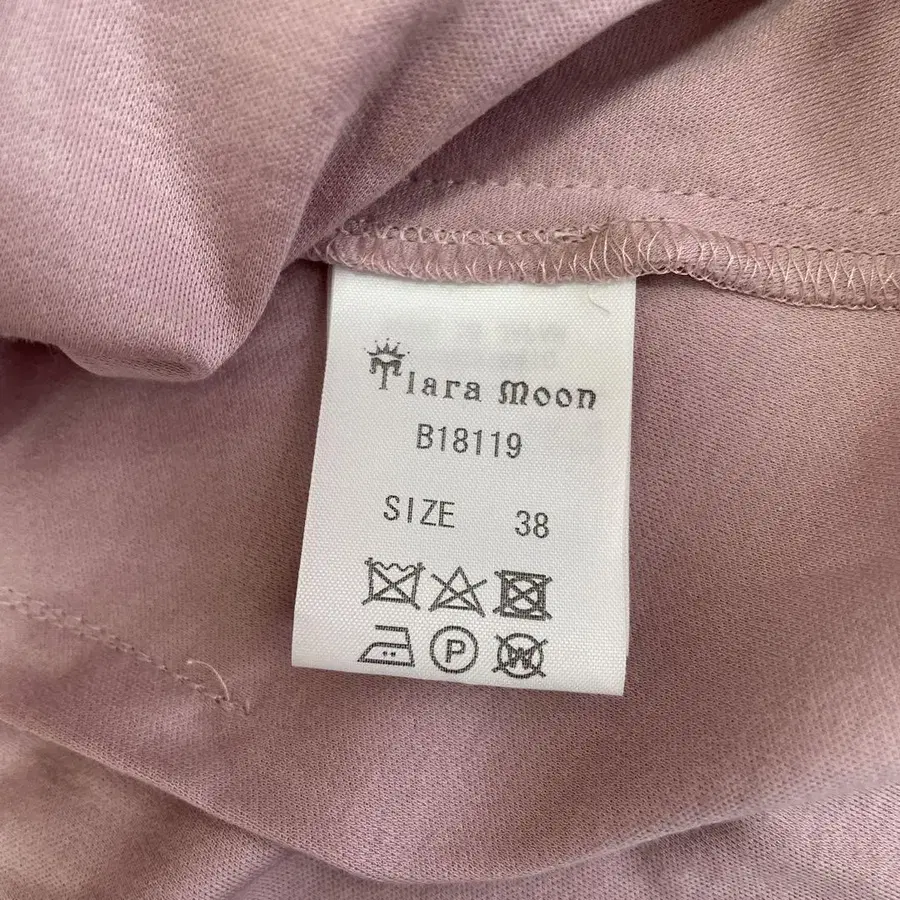 Tiara Moon
B18119
SIZE 38
P
W